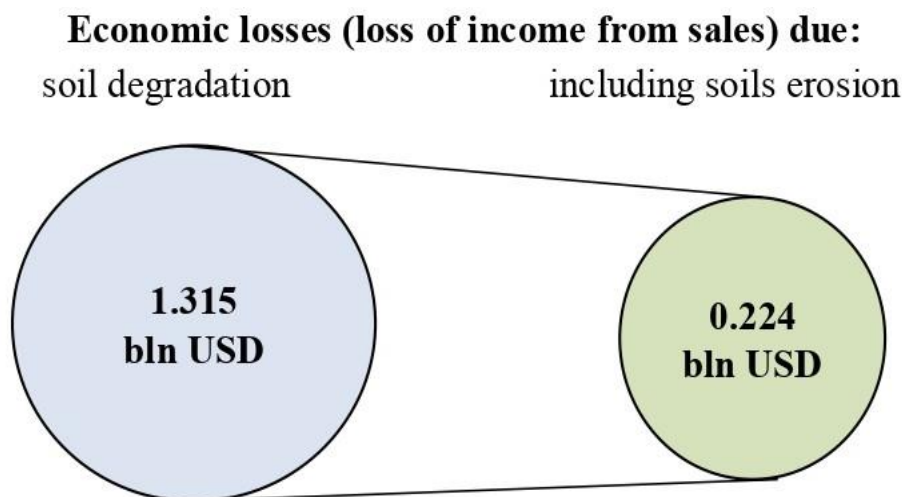 Economic losses (loss of income from sales) due:
soil degradation
including soils erosion
1.315
bln USD
0.224
bln USD